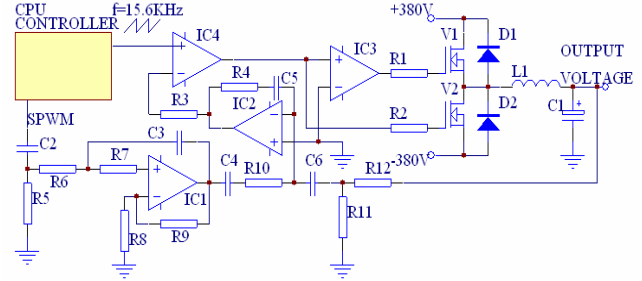 CPU
CONTROLLER
f=15.6KHz
+380V
V1
D1
IC4
IC3
R1
OUTPUT
VOLTAGE
R4
C5
R3
IC2
R2
V2
L1
D2
C1
+
-380V
SPWM
C2
C3
R6
R7
R5
IC1
C4
R10
C6
R12
R8
R9
R11